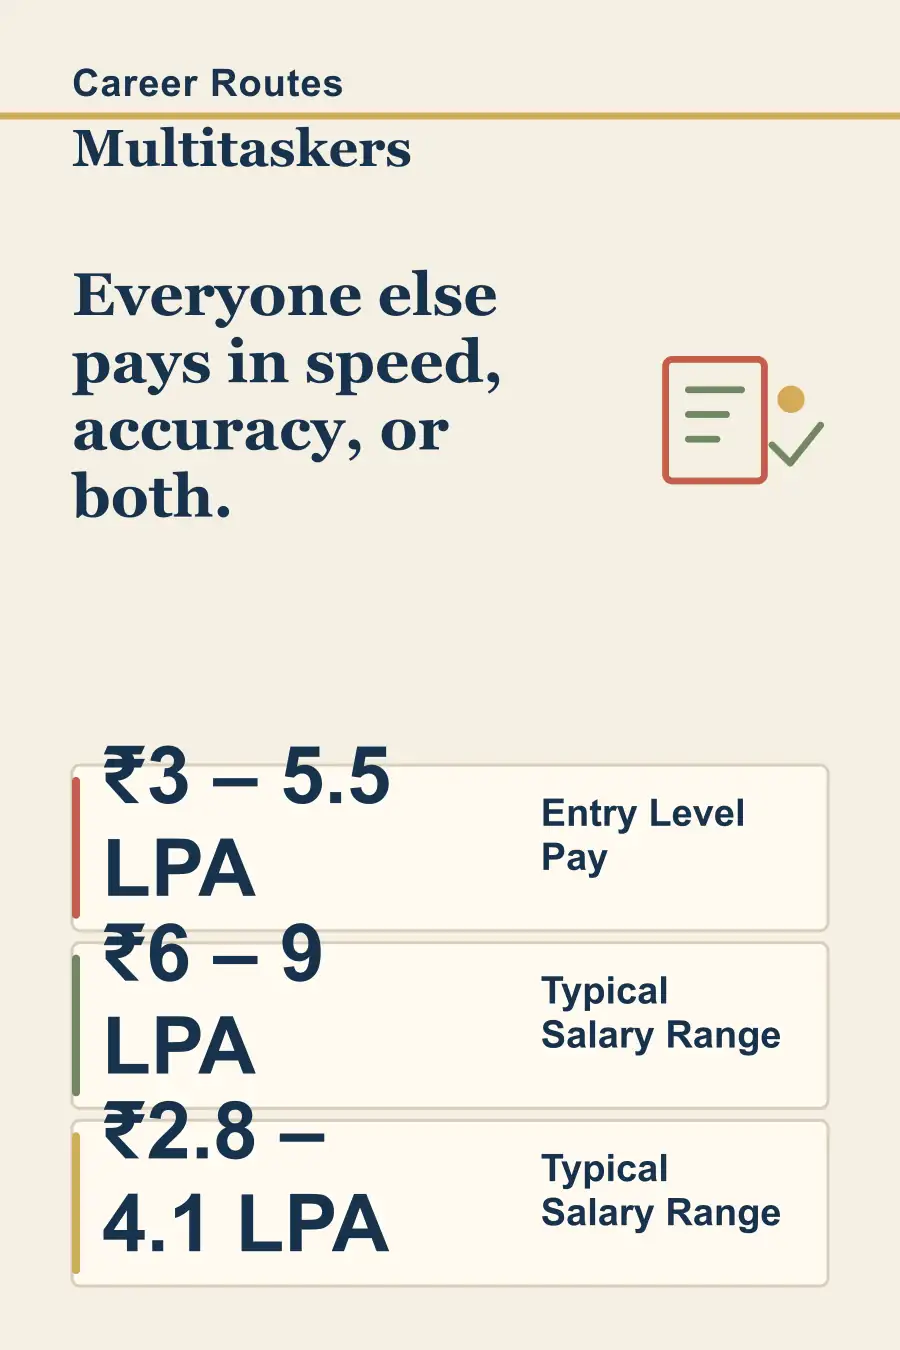 Career Routes
Multitaskers
Everyone else
pays in speed,
accuracy, or
both.
₹3 – 5.5
LPA
Entry Level
Pay
₹6 – 9
LPA
Typical
Salary Range
₹2.8 –
4.1 LPA
Typical
Salary Range